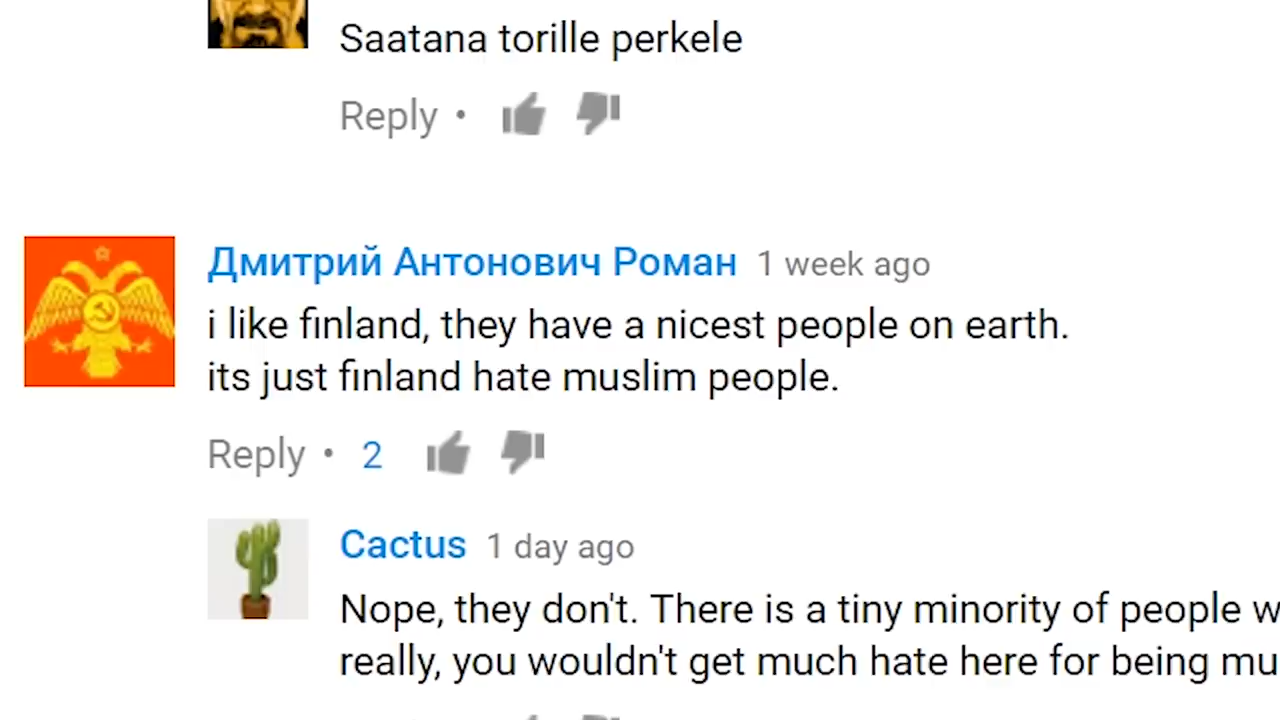 Saatana torille perkele
Reply •
Дмитрий Антонович Роман 1 week ago
i like finland, they have a nicest people on earth.
its just finland hate muslim people.
Reply • 2
Cactus 1 day ago
Nope, they don't. There is a tiny minority of people
really, you wouldn't get much hate here for being